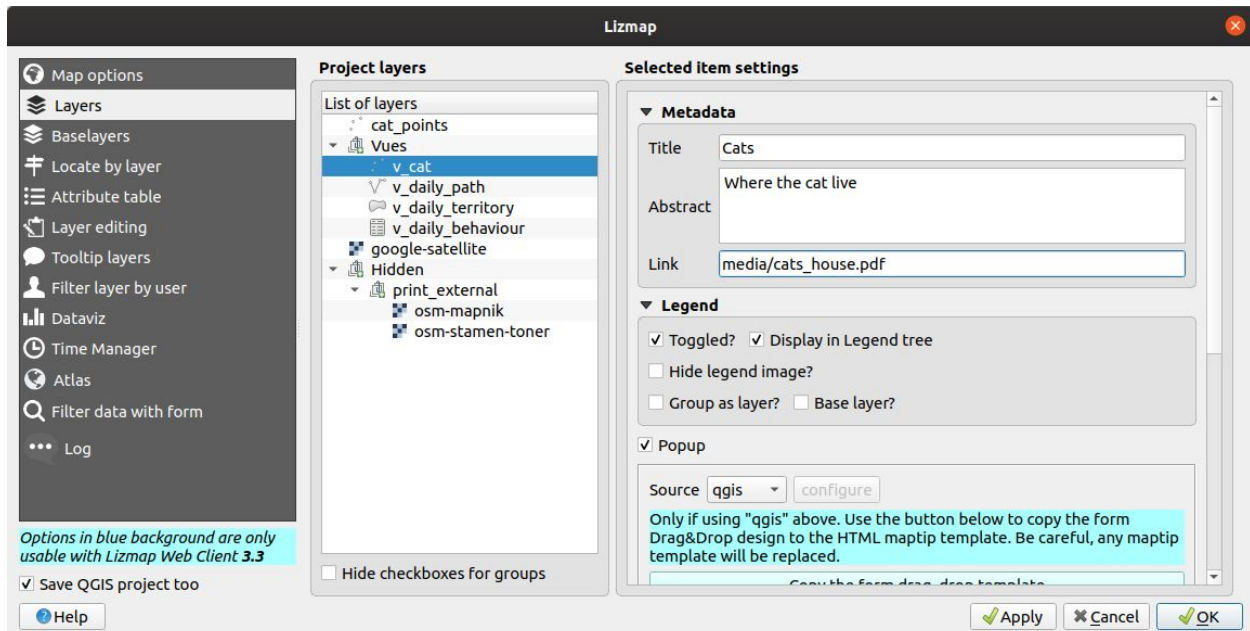 Lizmap
Map options
Layers
Baselayers
Locate by layer
Attribute table
Layer editing
Tooltip layers
Filter layer by user
Dataviz
Time Manager
Atlas
Filter data with form
Log
Options in blue background are only
usable with Lizmap Web Client 3.3
Save QGIS project too
Help
Project layers
List of layers
cat_points
Vues
v_cat
v_daily_path
v_daily_territory
v_daily_behaviour
google-satellite
Hidden
print_external
osm-mapnik
osm-stamen-toner
Hide checkboxes for groups
Selected item settings
Metadata
Title Cats
Abstract Where the cat live
Link media/cats_house.pdf
Legend
Toggled? Display in Legend tree
Hide legend image?
Group as layer? Base layer?
Popup
Source qgis configure
Only if using "qgis" above. Use the button below to copy the form
Drag&Drop design to the HTML maptip template. Be careful, any maptip
template will be replaced.
Copy the form drag-drop template
Apply Cancel OK